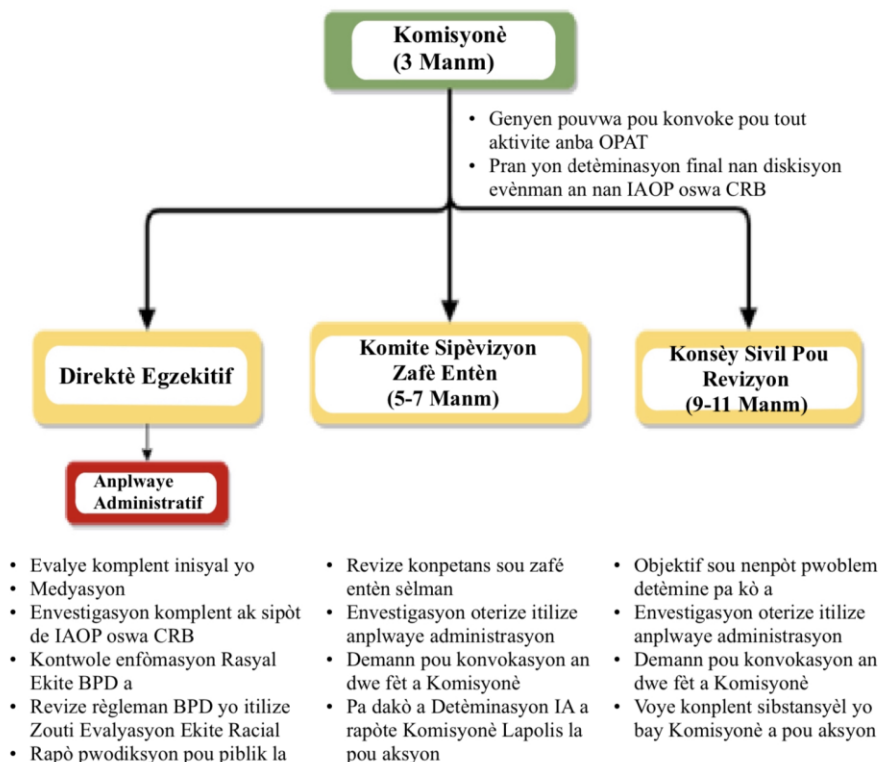 Komisyonè
(3 Manm)
• Genyen pouvwa pou konvoke pou tout
aktivite anba OPAT
• Pran yon detèminasyon final nan diskisyon
evènman an nan IAOP oswa CRB
Direktè Egzekitif
Komite Sipèvizyon
Zafè Entèn
(5-7 Manm)
Konsèy Sivil Pou
Revizyon
(9-11 Manm)
Anplwaye
Administratif
• Evalye komplent inisyal yo
• Medyasyon
• Envestigasyon komplent ak sipòt
de IAOP oswa CRB
• Kontwole enfòmasyon Rasyal
Ekite BPD a
• Revize règleman BPD yo itilize
Zouti Evalyasyon Ekite Racial
• Rapò pwodiksyon pou piblik la
• Revize konpetans sou zafé
entèn sèlman
• Envestigasyon oterize itilize
anplwaye administrasyon
• Demann pou konvokasyon an
dwe fèt a Komisyonè
• Pa dakò a Detèminasyon IA a
rapòte Komisyonè Lapolis la
pou aksyon
• Objektif sou nenpòt pwoblem
detèmine pa kò a
• Envestigasyon oterize itilize
anplwaye administrasyon
• Demann pou konvokasyon an
dwe fèt a Komisyonè
• Voye konplent sibstansyèl yo
bay Komisyonè a pou aksyon